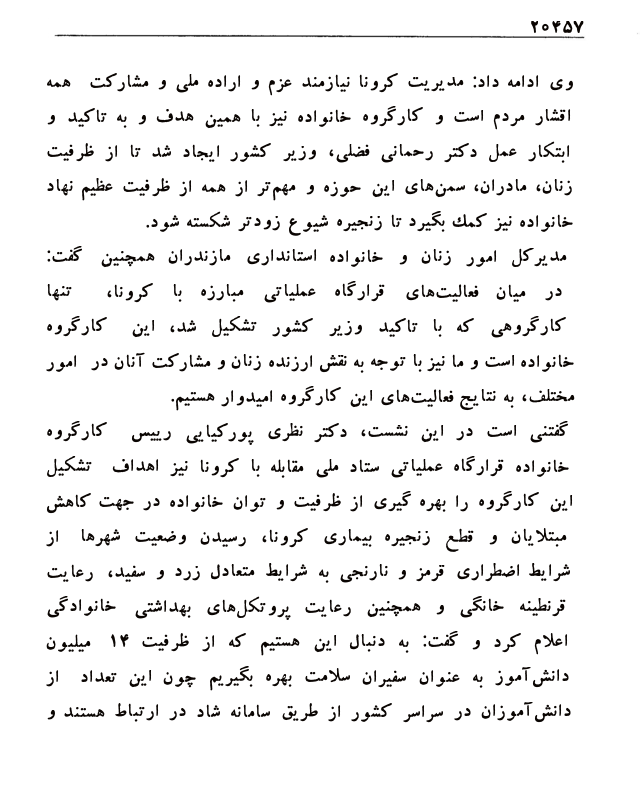 ۲۰۴۵۷
وی ادامه داد: مدیریت کرونا نیازمند عزم و اراده ملی و مشارکت همه
اقشار مردم است و کارگروه خانواده نیز با همین هدف و به تاکید و
ابتکار عمل دکتر رحمانی فضلی، وزیر کشور ایجاد شد تا از ظرفیت
زنان، مادران، سمن‌های این حوزه و مهم‌تر از همه از ظرفیت عظیم نهاد
خانواده نیز کمك بگیرد تا زنجیره شیوع زودتر شکسته شود.
مدیرکل امور زنان و خانواده استانداری مازندران همچنین گفت:
در میان فعالیت‌های قرارگاه عملیاتی مبارزه با کرونا، تنها
کارگروهی که با تاکید وزیر کشور تشکیل شد، این کارگروه
خانواده است و ما نیز با توجه به نقش ارزنده زنان و مشارکت آنان در امور
مختلف، به نتایج فعالیت‌های این کارگروه امیدوار هستیم.
گفتنی است در این نشست، دکتر نظری پورکیایی رییس کارگروه
خانواده قرارگاه عملیاتی ستاد ملی مقابله با کرونا نیز اهداف تشکیل
این کارگروه را بهره گیری از ظرفیت و توان خانواده در جهت کاهش
مبتلایان و قطع زنجیره بیماری کرونا، رسیدن وضعیت شهرها از
شرایط اضطراری قرمز و نارنجی به شرایط متعادل زرد و سفید، رعایت
قرنطینه خانگی و همچنین رعایت پروتکل‌های بهداشتی خانوادگی
اعلام کرد و گفت: به دنبال این هستیم که از ظرفیت ۱۴ میلیون
دانش‌آموز به عنوان سفیران سلامت بهره بگیریم چون این تعداد از
دانش‌آموزان در سراسر کشور از طریق سامانه شاد در ارتباط هستند و